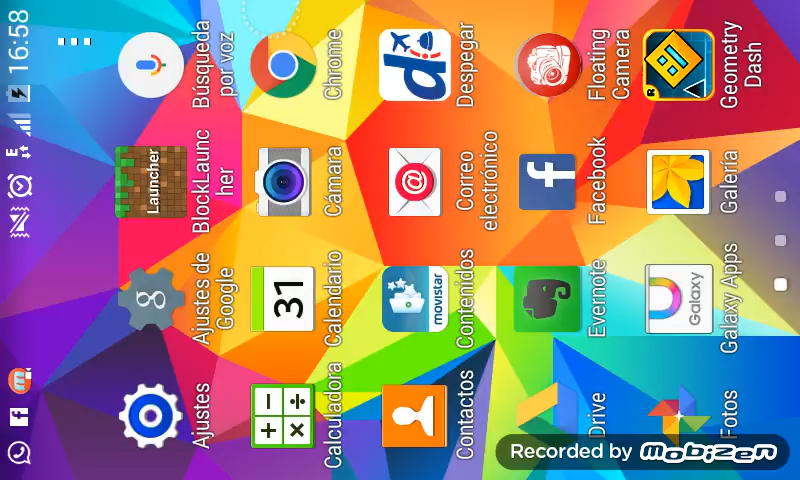 16:58
E
Ajustes
Ajustes de
Google
g
Launcher
BlockLaunc
her
Búsqueda
por voz
Calculadora
31
Calendario
Cámara
Chrome
Contactos
movistar
Contenidos
@
Correo
electrónico
d
Despegar
Drive
Evernote
f
Facebook
Floating
Camera
Fotos
Galaxy
Galaxy Apps
Galería
R
Geometry
Dash
Recorded by mobizen